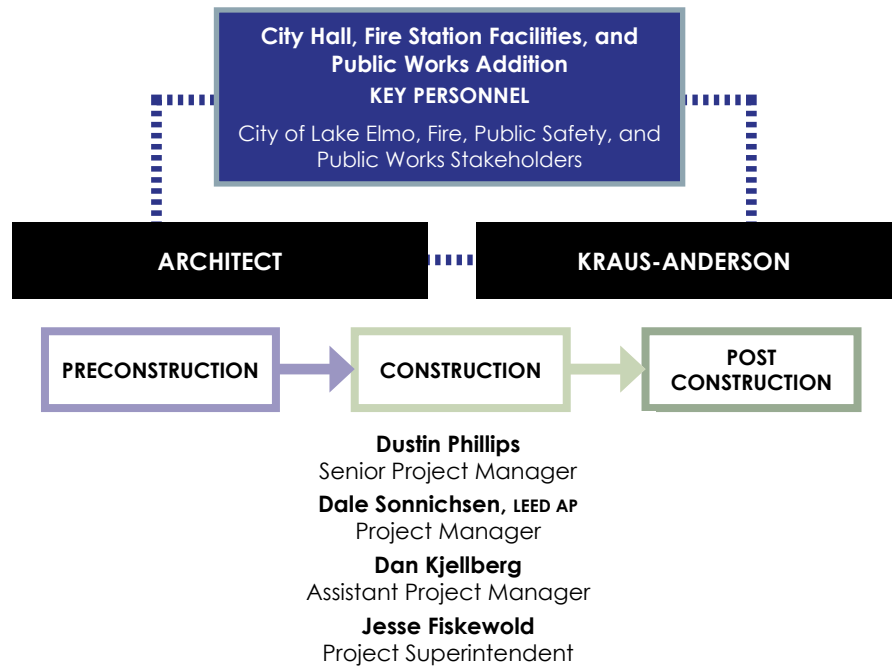 City Hall, Fire Station Facilities, and
Public Works Addition
KEY PERSONNEL
City of Lake Elmo, Fire, Public Safety, and
Public Works Stakeholders
ARCHITECT
KRAUS-ANDERSON
PRECONSTRUCTION
CONSTRUCTION
POST
CONSTRUCTION
Dustin Phillips
Senior Project Manager
Dale Sonnichsen, LEED AP
Project Manager
Dan Kjellberg
Assistant Project Manager
Jesse Fiskewold
Project Superintendent